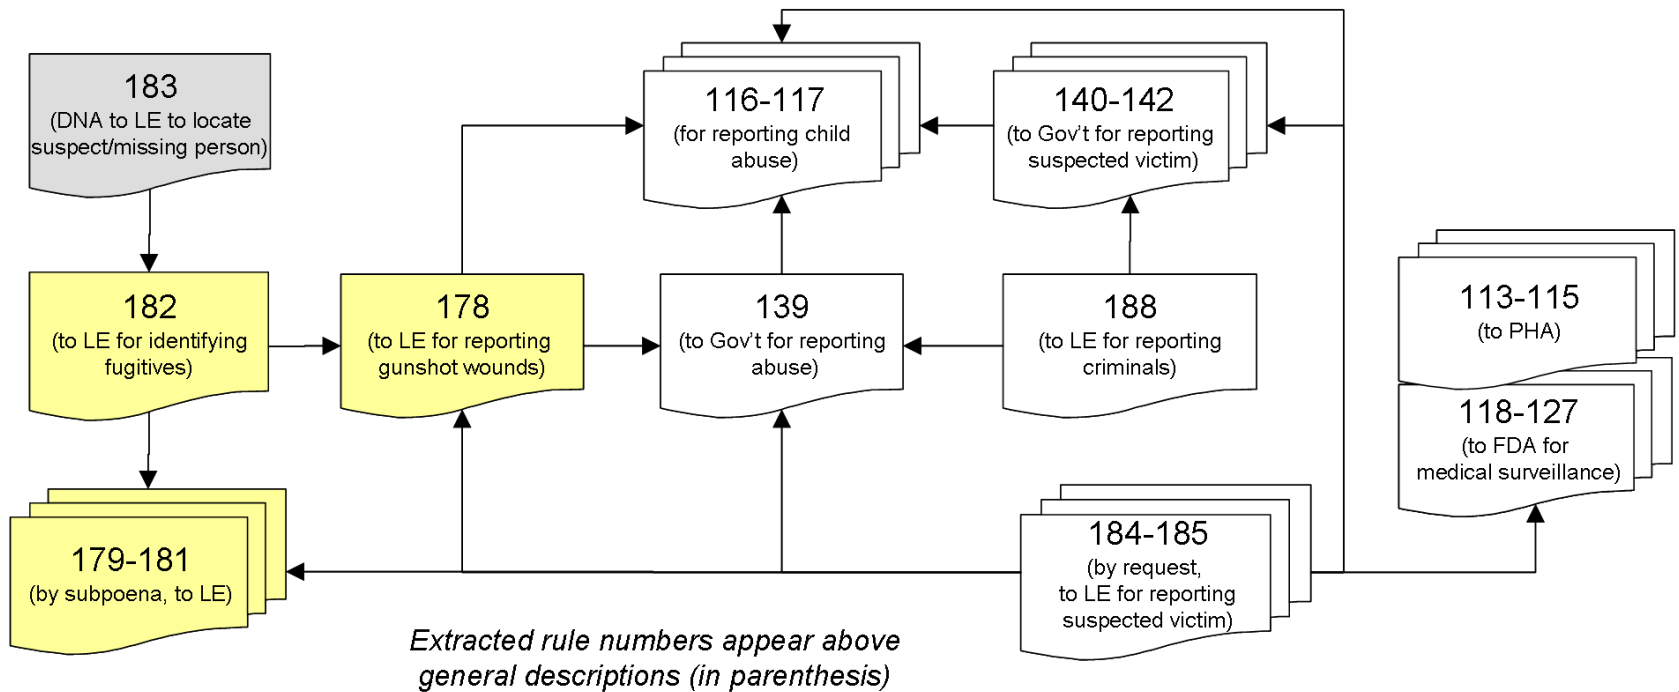 183
(DNA to LE to locate
suspect/missing person)
116-117
(for reporting child
abuse)
140-142
(to Gov't for reporting
suspected victim)
182
(to LE for identifying
fugitives)
178
(to LE for reporting
gunshot wounds)
139
(to Gov't for reporting
abuse)
188
(to LE for reporting
criminals)
113-115
(to PHA)
118-127
(to FDA for
medical surveillance)
179-181
(by subpoena, to LE)
184-185
(by request,
to LE for reporting
suspected victim)
Extracted rule numbers appear above
general descriptions (in parenthesis)